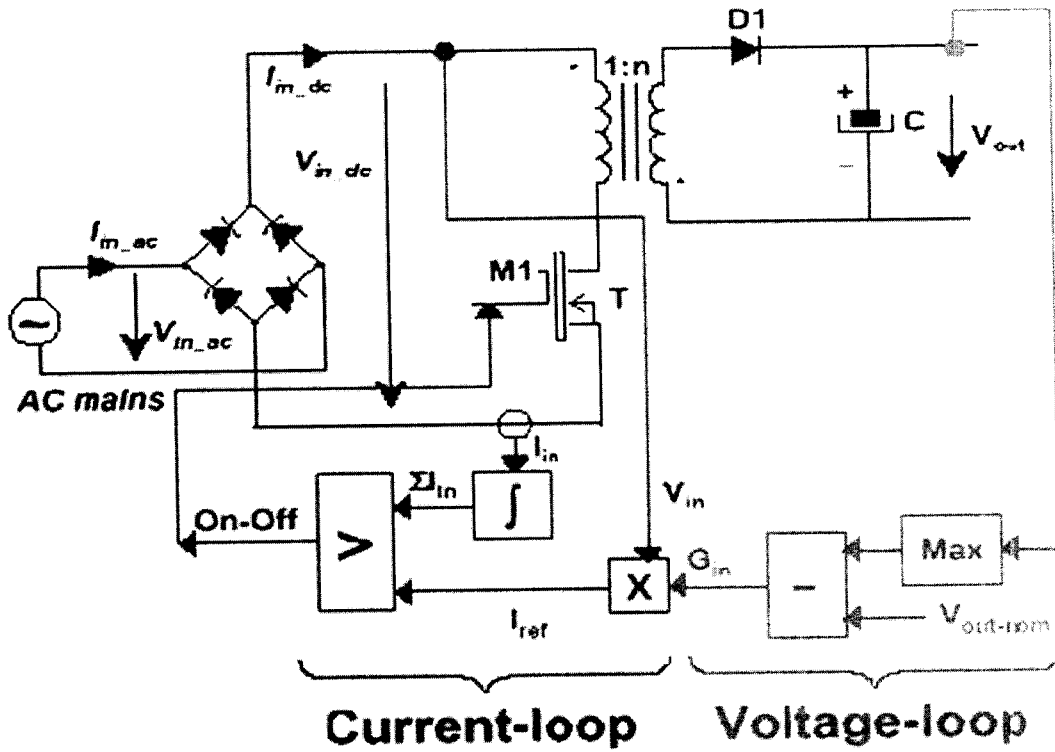 D1
I_in_dc
1:n
+
C
V_out
V_in_dc
–
I_in_ac
M1
T
~
V_in_ac
AC mains
I_in
ΣI_in
V_in
∫
On-Off
>
G_in
Max
X
–
I_ref
V_out-nom
Current-loop
Voltage-loop